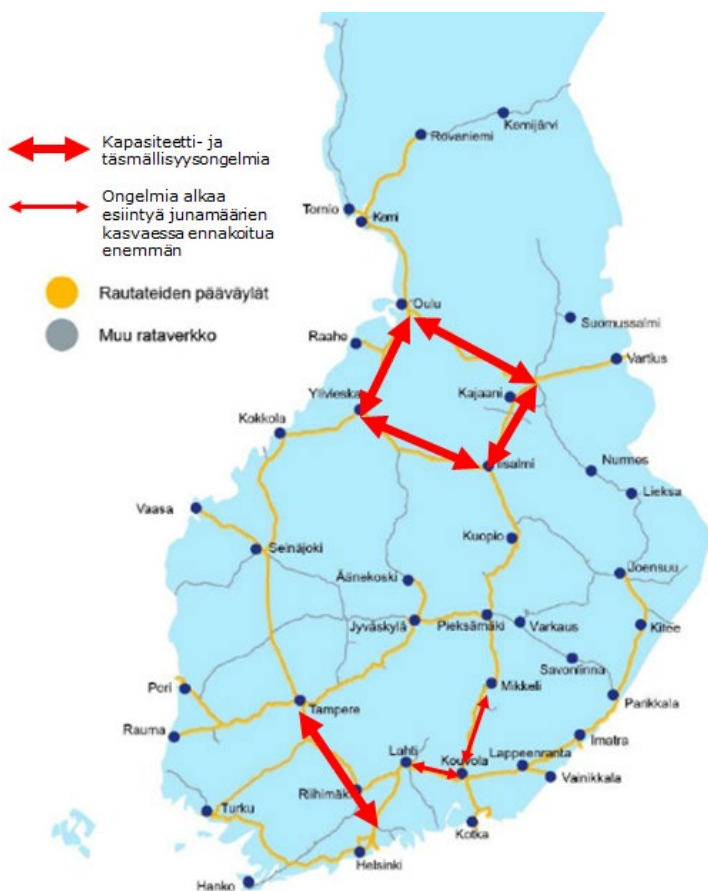 Kapasiteetti- ja
täsmällisyysongelmia
Ongelmia alkaa
esiintyä junamäärien
kasvaessa ennakoitua
enemmän
Rautateiden pääväylät
Muu rataverkko
Kemijärvi
Rovaniemi
Tornio
Kemi
Oulu
Raahe
Suomussalmi
Vartius
Ylivieska
Kajaani
Kokkola
Iisalmi
Nurmes
Lieksa
Vaasa
Seinäjoki
Kuopio
Äänekoski
Joensuu
Jyväskylä
Pieksämäki
Varkaus
Kitee
Savonlinna
Pori
Mikkeli
Parikkala
Tampere
Rauma
Imatra
Lahti
Kouvola
Lappeenranta
Vainikkala
Riihimäk
Turku
Kotka
Helsinki
Hanko